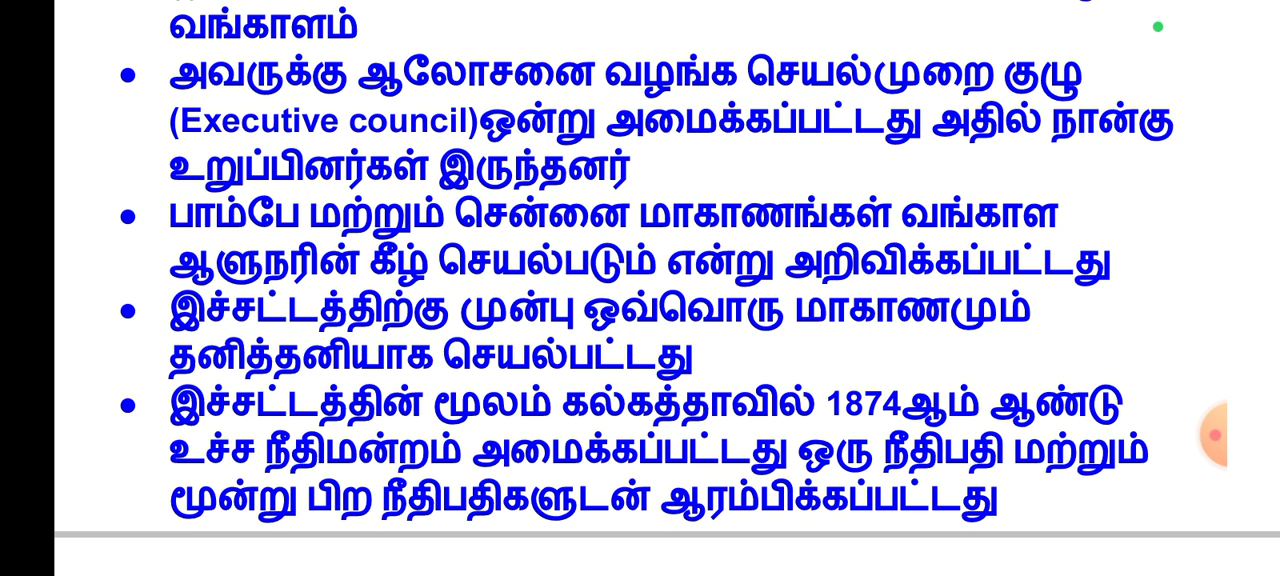 வங்காளம்
• அவருக்கு ஆலோசனை வழங்க செயல்முறை குழு
(Executive council)ஒன்று அமைக்கப்பட்டது அதில் நான்கு
உறுப்பினர்கள் இருந்தனர்
• பாம்பே மற்றும் சென்னை மாகாணங்கள் வங்காள
ஆளுநரின் கீழ் செயல்படும் என்று அறிவிக்கப்பட்டது
• இச்சட்டத்திற்கு முன்பு ஒவ்வொரு மாகாணமும்
தனித்தனியாக செயல்பட்டது
• இச்சட்டத்தின் மூலம் கல்கத்தாவில் 1874ஆம் ஆண்டு
உச்ச நீதிமன்றம் அமைக்கப்பட்டது ஒரு நீதிபதி மற்றும்
மூன்று பிற நீதிபதிகளுடன் ஆரம்பிக்கப்பட்டது